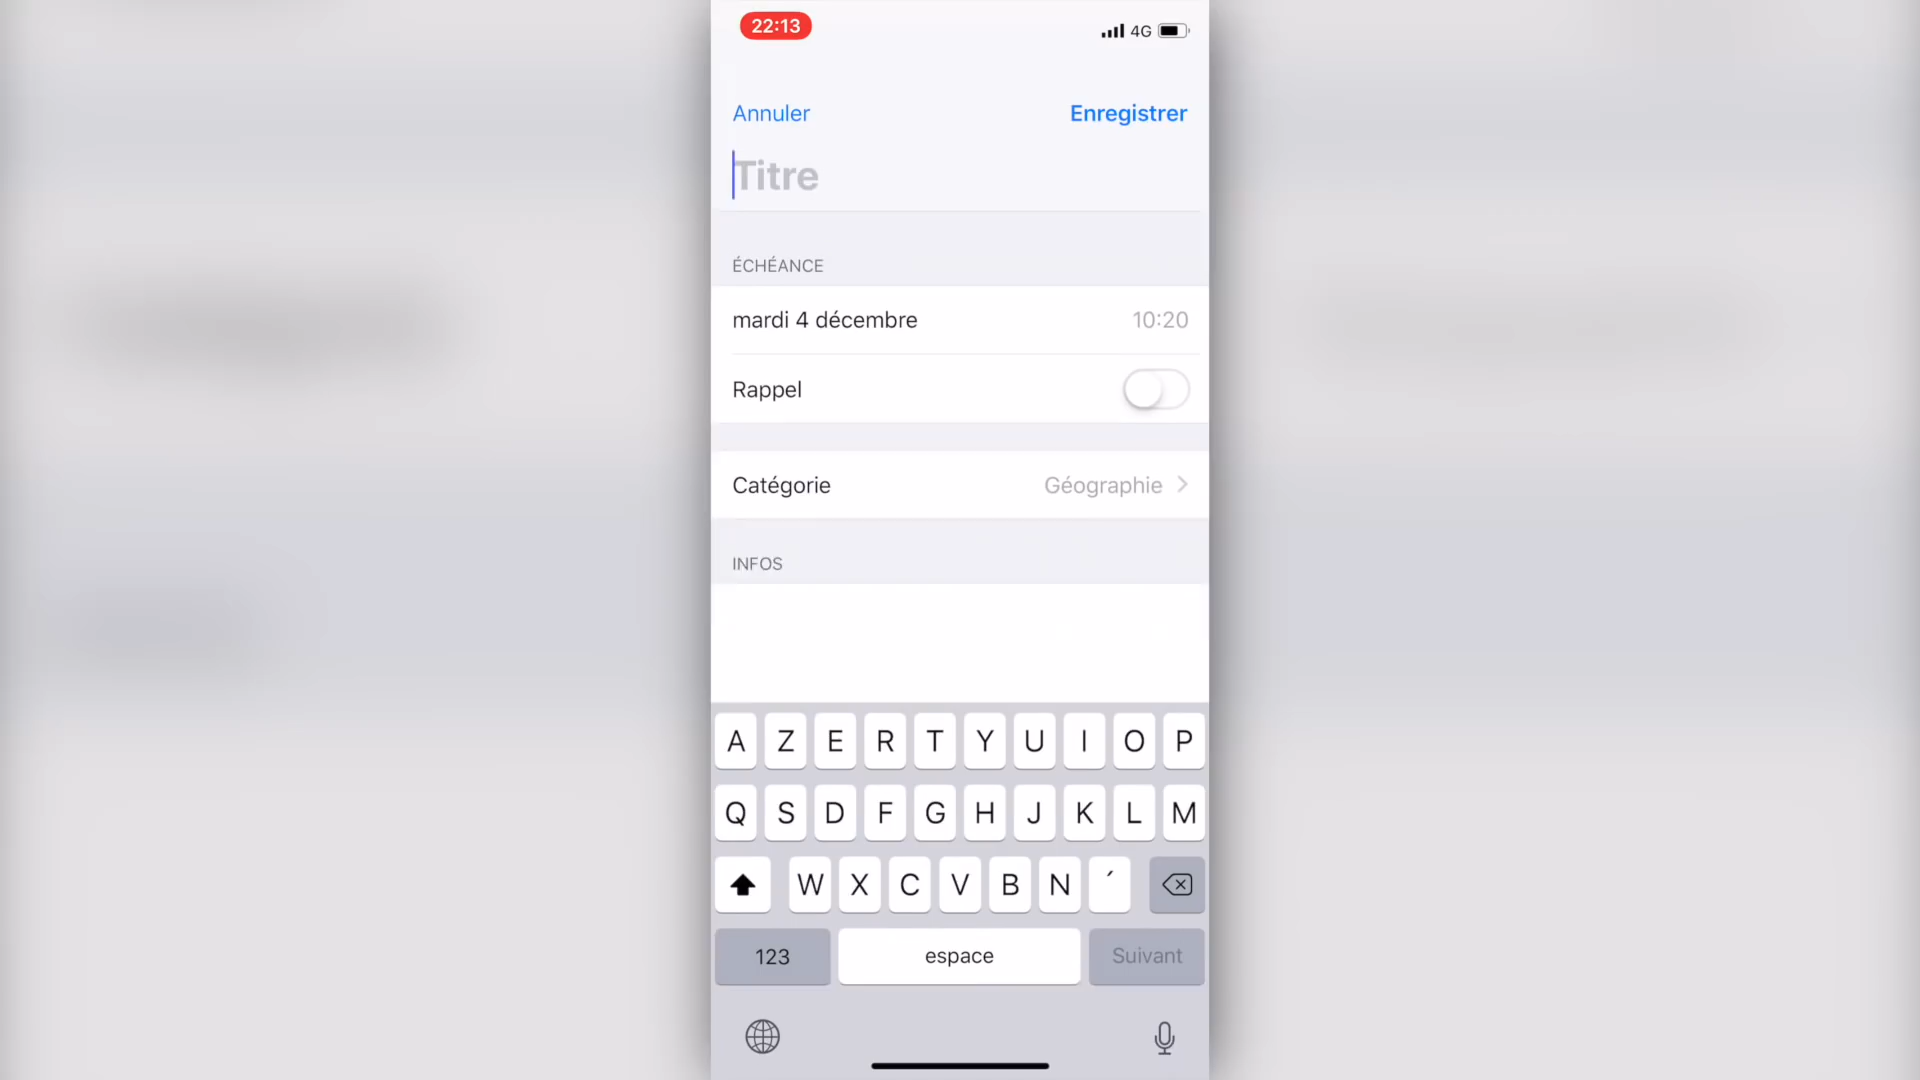 22:13 4G
Annuler Enregistrer
Titre
ÉCHÉANCE
mardi 4 décembre 10:20
Rappel
Catégorie Géographie
INFOS
A Z E R T Y U I O P
Q S D F G H J K L M
W X C V B N ´
123 espace Suivant